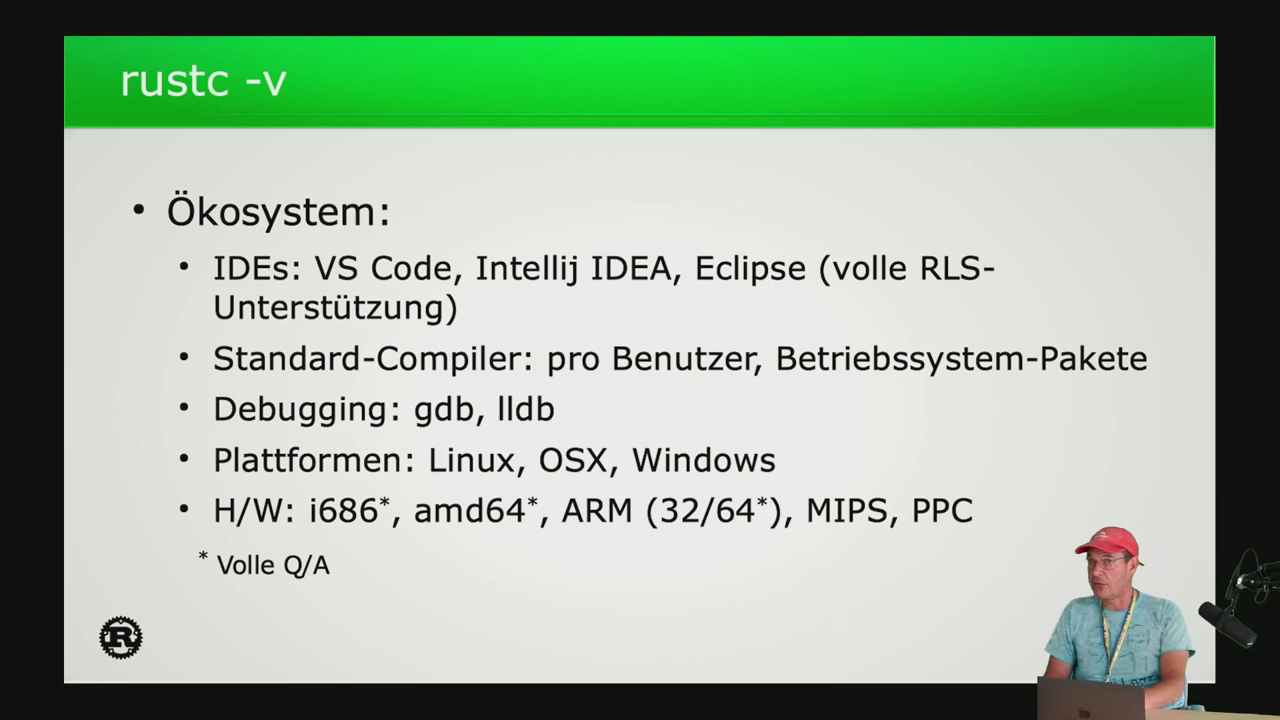 rustc -v
• Ökosystem:
• IDEs: VS Code, Intellij IDEA, Eclipse (volle RLS-
Unterstützung)
• Standard-Compiler: pro Benutzer, Betriebssystem-Pakete
• Debugging: gdb, lldb
• Plattformen: Linux, OSX, Windows
• H/W: i686*, amd64*, ARM (32/64*), MIPS, PPC
* Volle Q/A
R